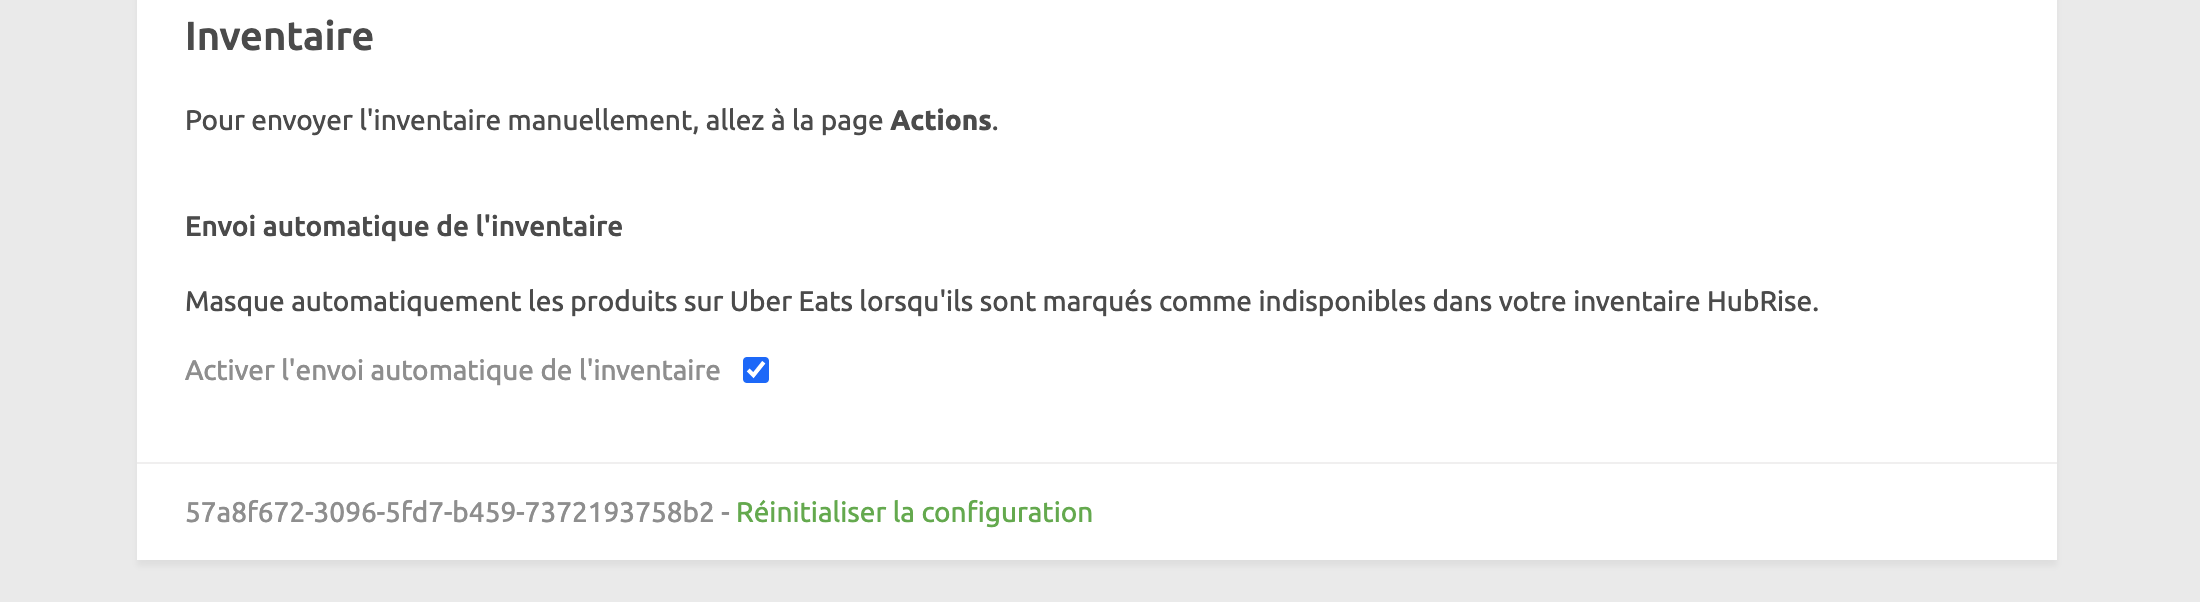 Inventaire
Pour envoyer l'inventaire manuellement, allez à la page Actions.
Envoi automatique de l'inventaire
Masque automatiquement les produits sur Uber Eats lorsqu'ils sont marqués comme indisponibles dans votre inventaire HubRise.
Activer l'envoi automatique de l'inventaire
57a8f672-3096-5fd7-b459-7372193758b2 - Réinitialiser la configuration